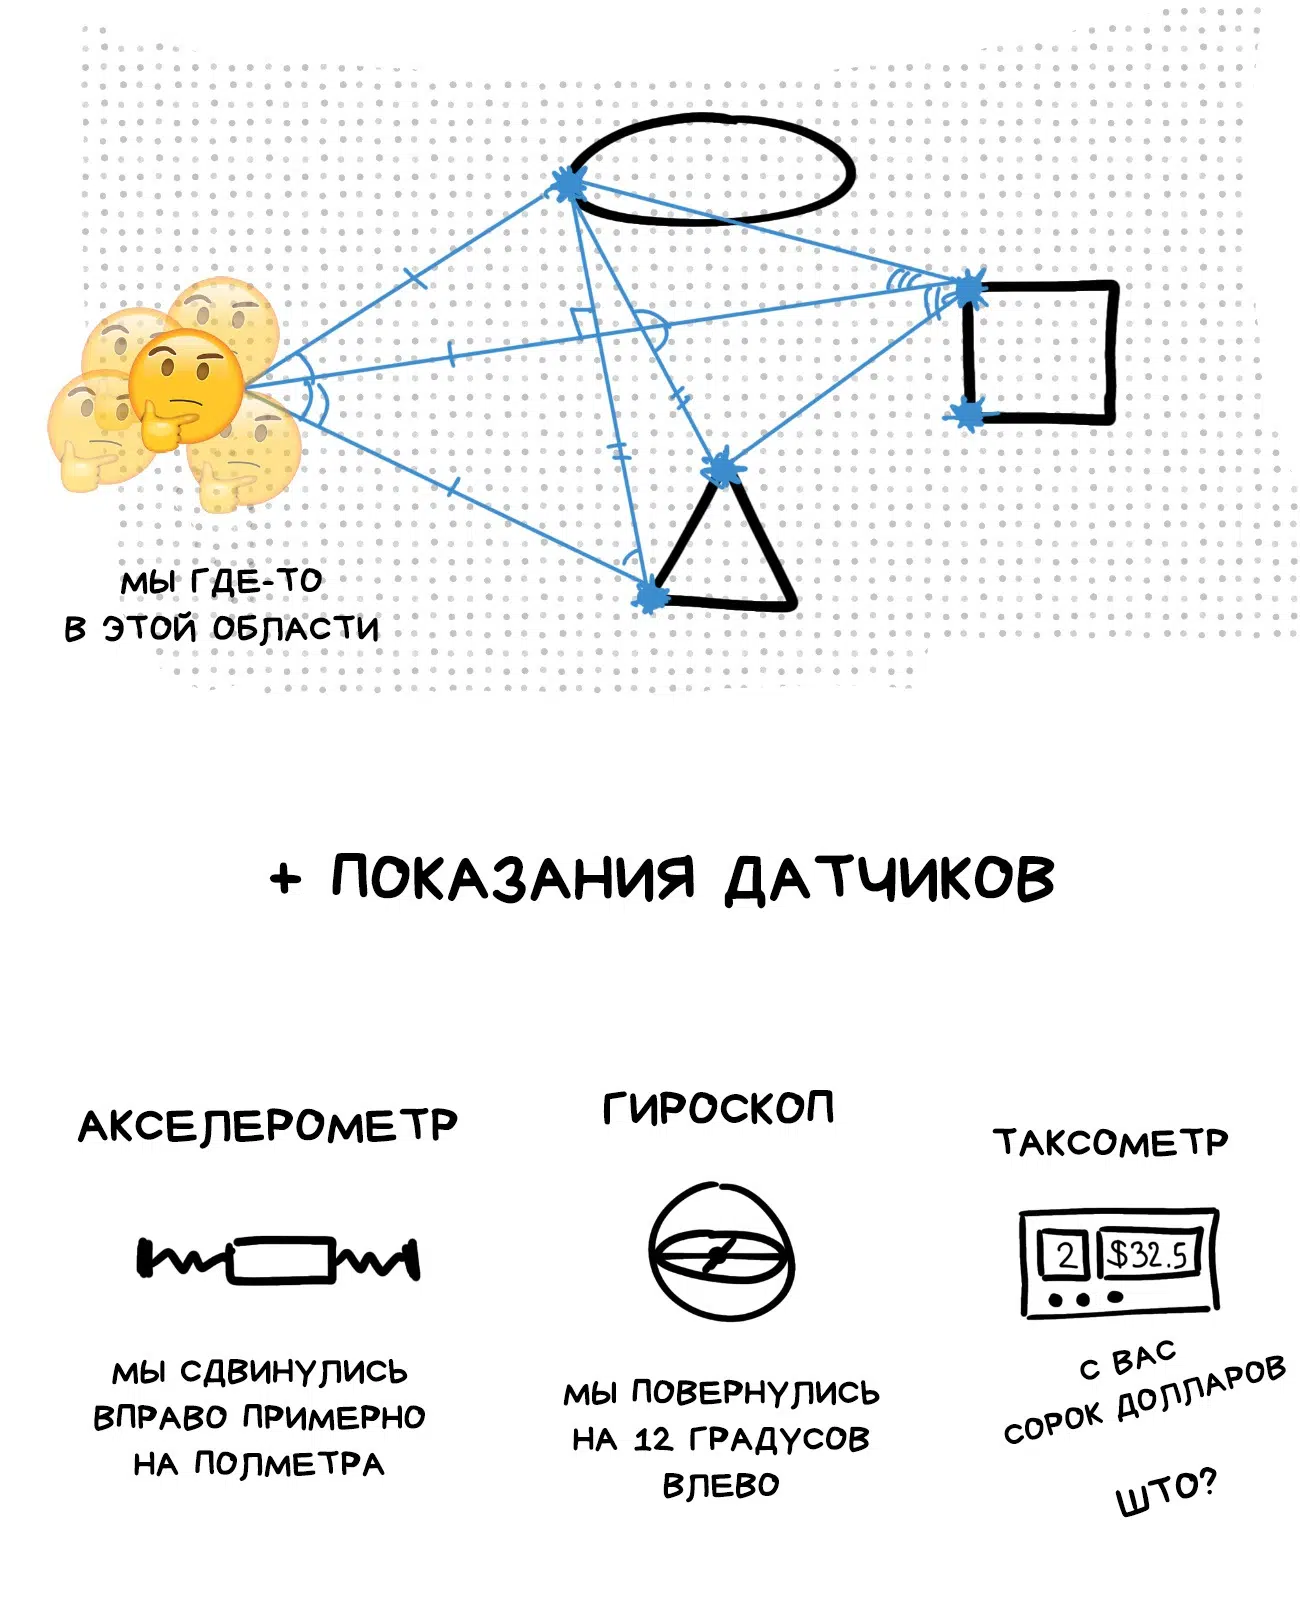 МЫ ГДЕ-ТО
В ЭТОЙ ОБЛАСТИ
+ ПОКАЗАНИЯ ДАТЧИКОВ
АКСЕЛЕРОМЕТР
МЫ СДВИНУЛИСЬ
ВПРАВО ПРИМЕРНО
НА ПОЛМЕТРА
ГИРОСКОП
МЫ ПОВЕРНУЛИСЬ
НА 12 ГРАДУСОВ
ВЛЕВО
ТАКСОМЕТР
2 $32.5
С ВАС
СОРОК ДОЛЛАРОВ
ШТО?